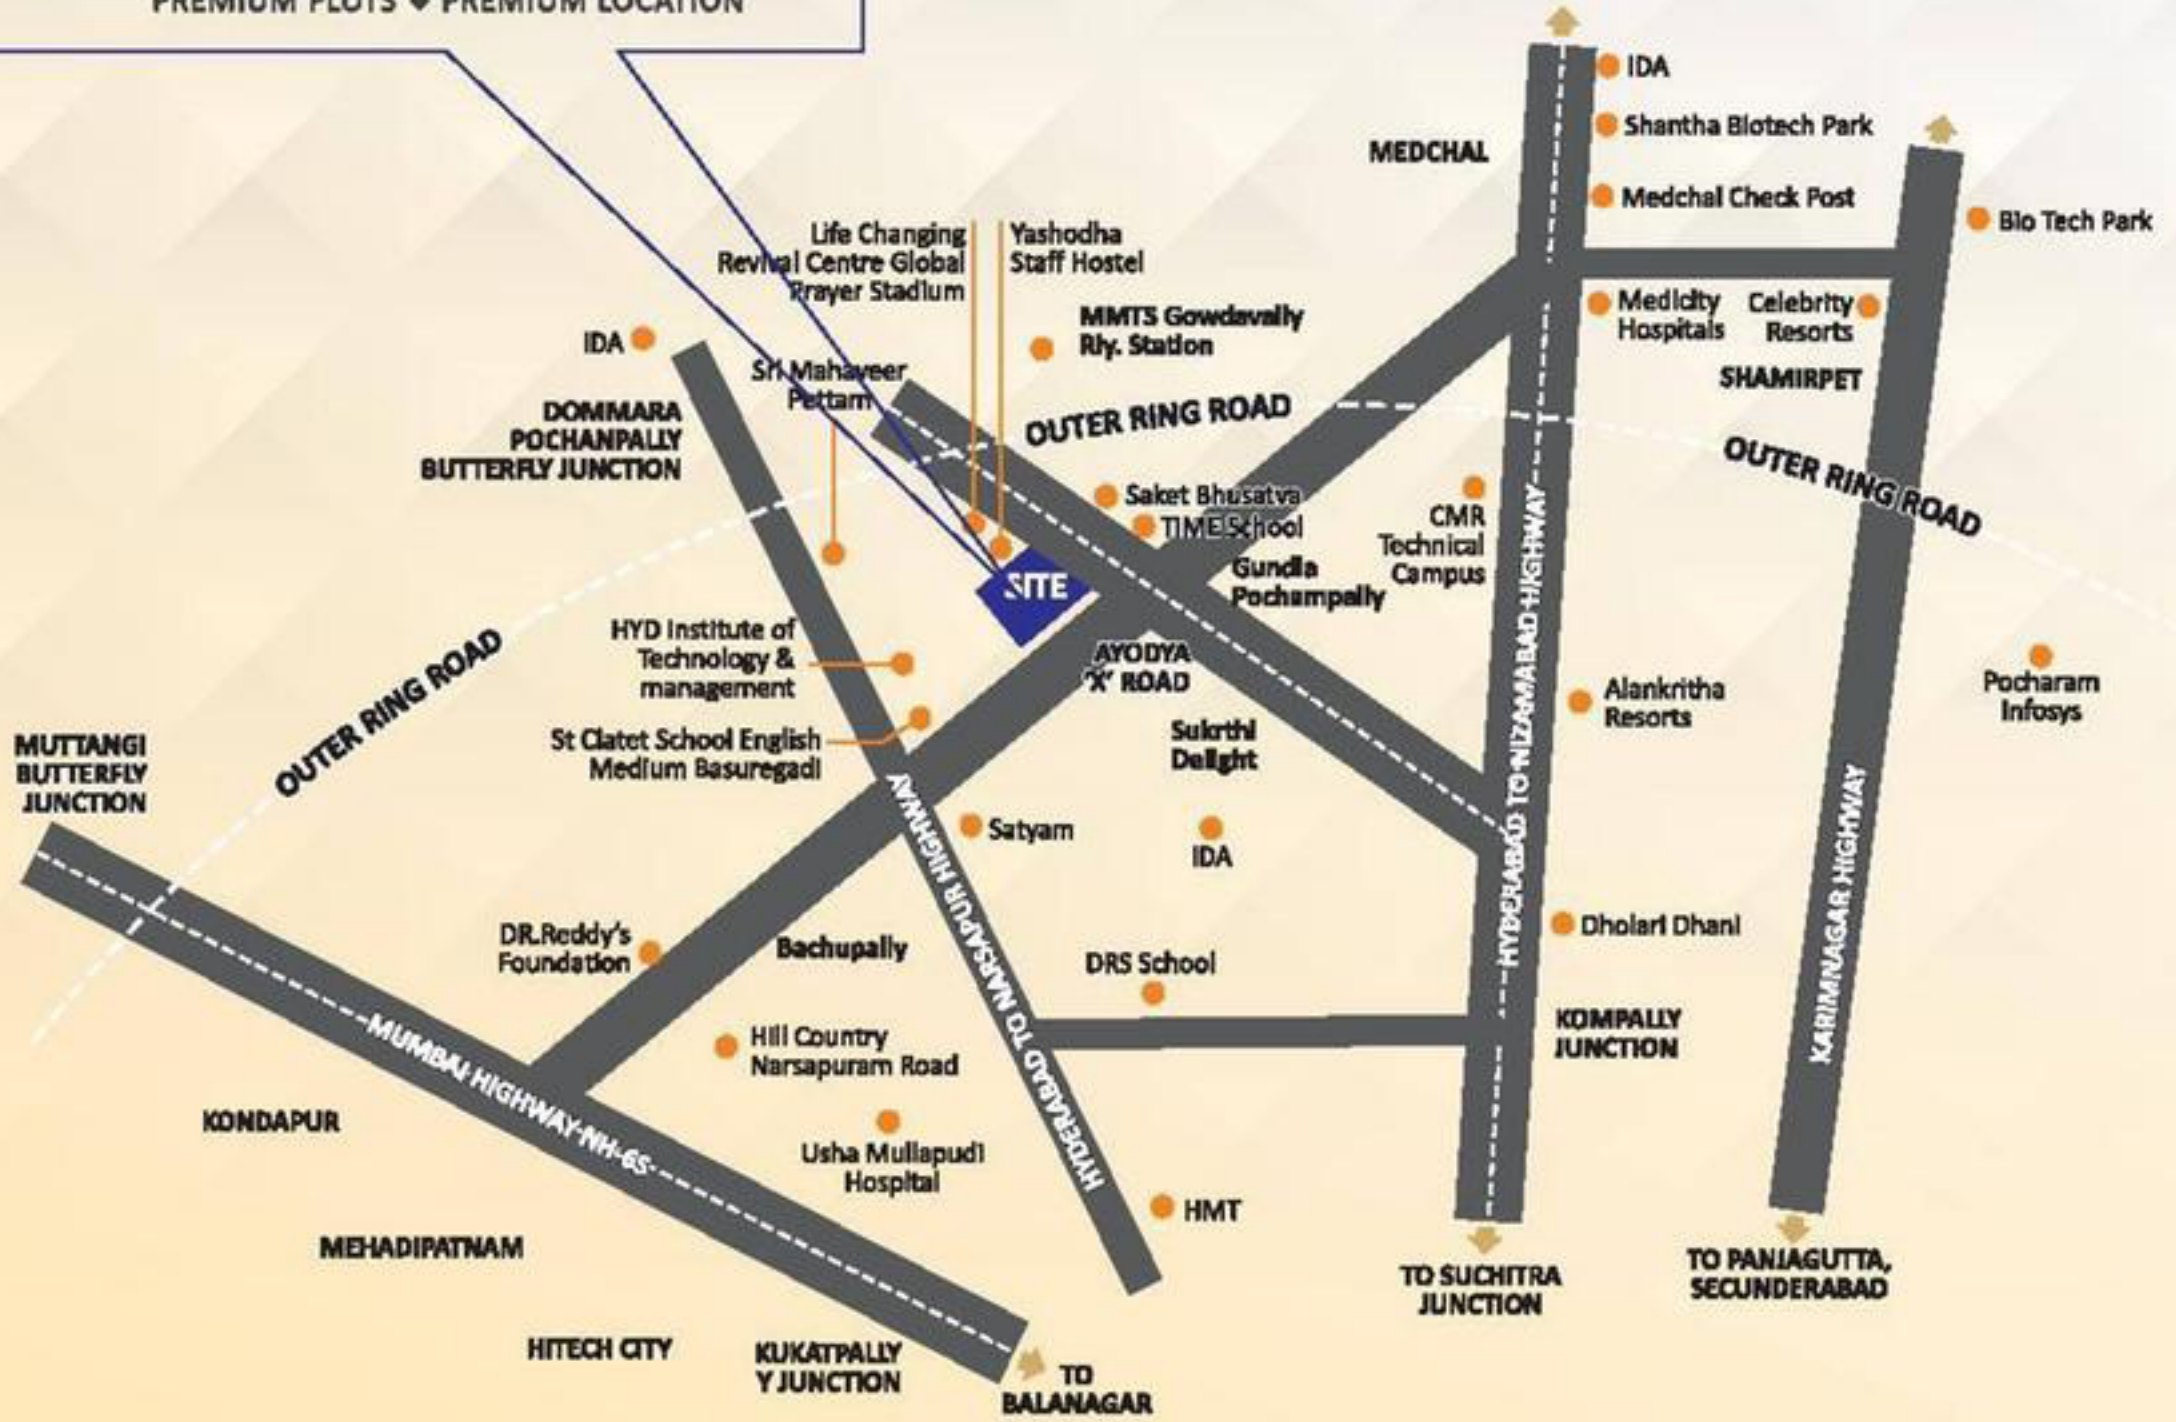 PREMIUM PLOTS ◆ PREMIUM LOCATION
IDA
Shantha Biotech Park
MEDCHAL
Medchal Check Post
Bio Tech Park
Life Changing
Revival Centre Global
Prayer Stadium
Yashodha
Staff Hostel
MMTS Gowdavally
Rly. Station
Medicity
Hospitals
Celebrity
Resorts
SHAMIRPET
IDA
Sri Mahaveer
Pettam
DOMMARA
POCHANPALLY
BUTTERFLY JUNCTION
OUTER RING ROAD
OUTER RING ROAD
Saket Bhusatva
TIME School
CMR
Technical
Campus
Gundla
Pochumpally
SITE
HYD Institute of
Technology &
management
AYODYA
'X' ROAD
OUTER RING ROAD
HYDERABAD TO NIZAMABAD HIGHWAY
Alankritha
Resorts
Pocharam
Infosys
St Clatet School English
Medium Basuregadi
Sukrthi
Delight
MUTTANGI
BUTTERFLY
JUNCTION
Satyam
IDA
KARIMNAGAR HIGHWAY
HYDERABAD TO NARSAPUR HIGHWAY
DR.Reddy's
Foundation
Bachupally
DRS School
Dholari Dhani
MUMBAI HIGHWAY-NH-65
Hill Country
Narsapuram Road
KOMPALLY
JUNCTION
KONDAPUR
Usha Mullapudi
Hospital
HMT
MEHADIPATNAM
TO SUCHITRA
JUNCTION
TO PANJAGUTTA,
SECUNDERABAD
HITECH CITY
KUKATPALLY
Y JUNCTION
TO
BALANAGAR